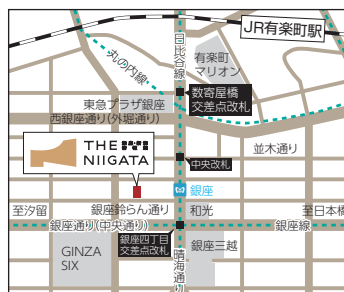 JR有楽町駅
丸の内線
日比谷線
有楽町
マリオン
数寄屋橋
交差点改札
東急プラザ銀座
西銀座通り(外堀通り)
THE
NIIGATA
中央改札
並木通り
銀座
至汐留
銀座鈴らん通り
和光
至日本橋
銀座通り(中央通り)
銀座線
銀座四丁目
交差点改札
GINZA
SIX
晴海通り
銀座三越